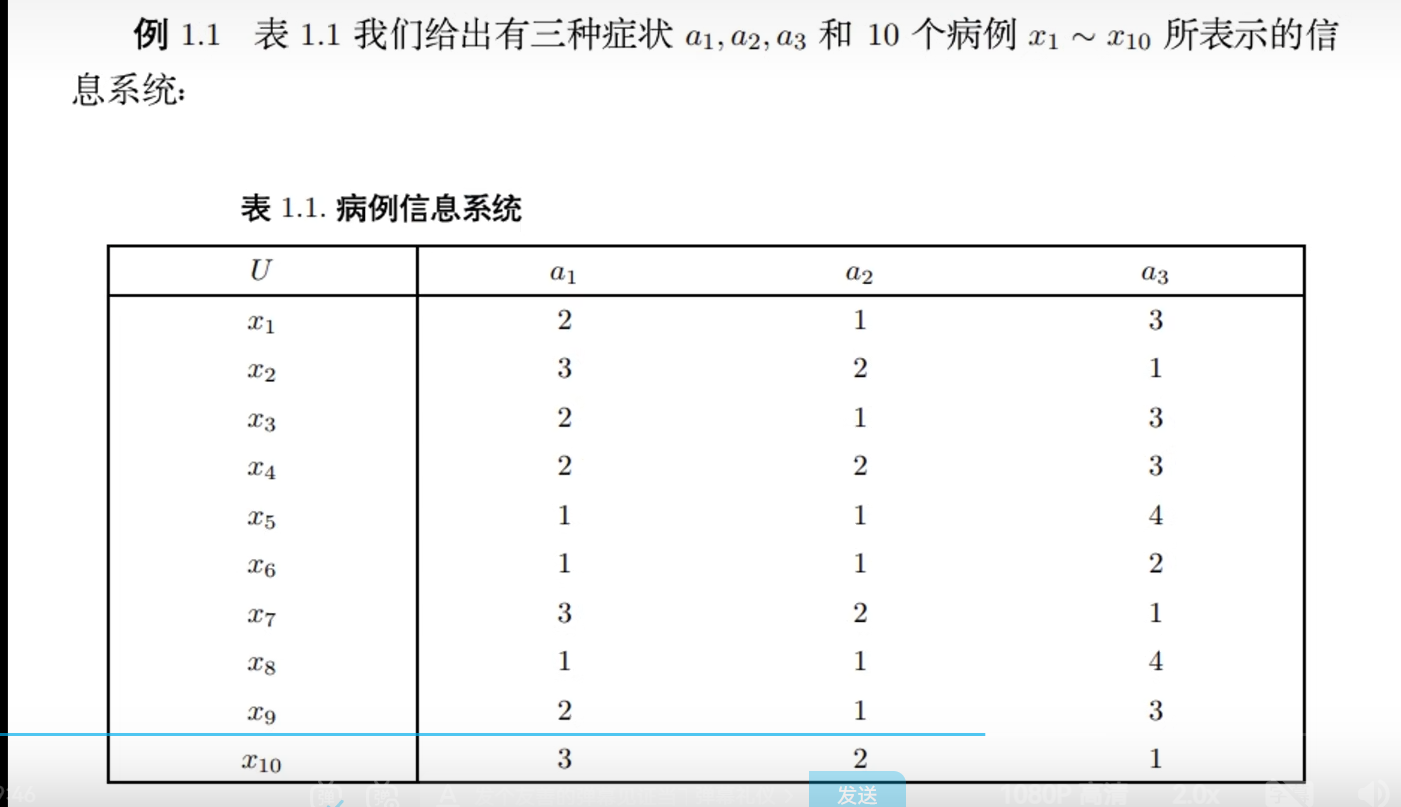 例 1.1 表 1.1 我们给出有三种症状 a₁, a₂, a₃ 和 10 个病例 x₁ ∼ x₁₀ 所表示的信
息系统:
表 1.1. 病例信息系统
U a₁ a₂ a₃
x₁ 2 1 3
x₂ 3 2 1
x₃ 2 1 3
x₄ 2 2 3
x₅ 1 1 4
x₆ 1 1 2
x₇ 3 2 1
x₈ 1 1 4
x₉ 2 1 3
x₁₀ 3 2 1
发送 1080P 高清 2.0x